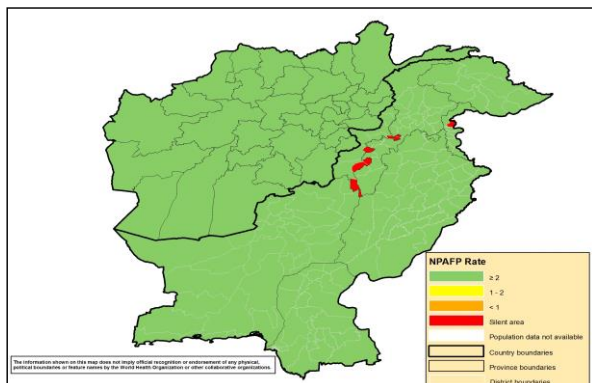 NPAFP Rate
≥ 2
1 - 2
< 1
Silent area
Population data not available
Country boundaries
Province boundaries
District boundaries
The information shown on this map does not imply official recognition or endorsement of any physical,
political boundaries or feature names by the World Health Organization or other collaborative organizations.